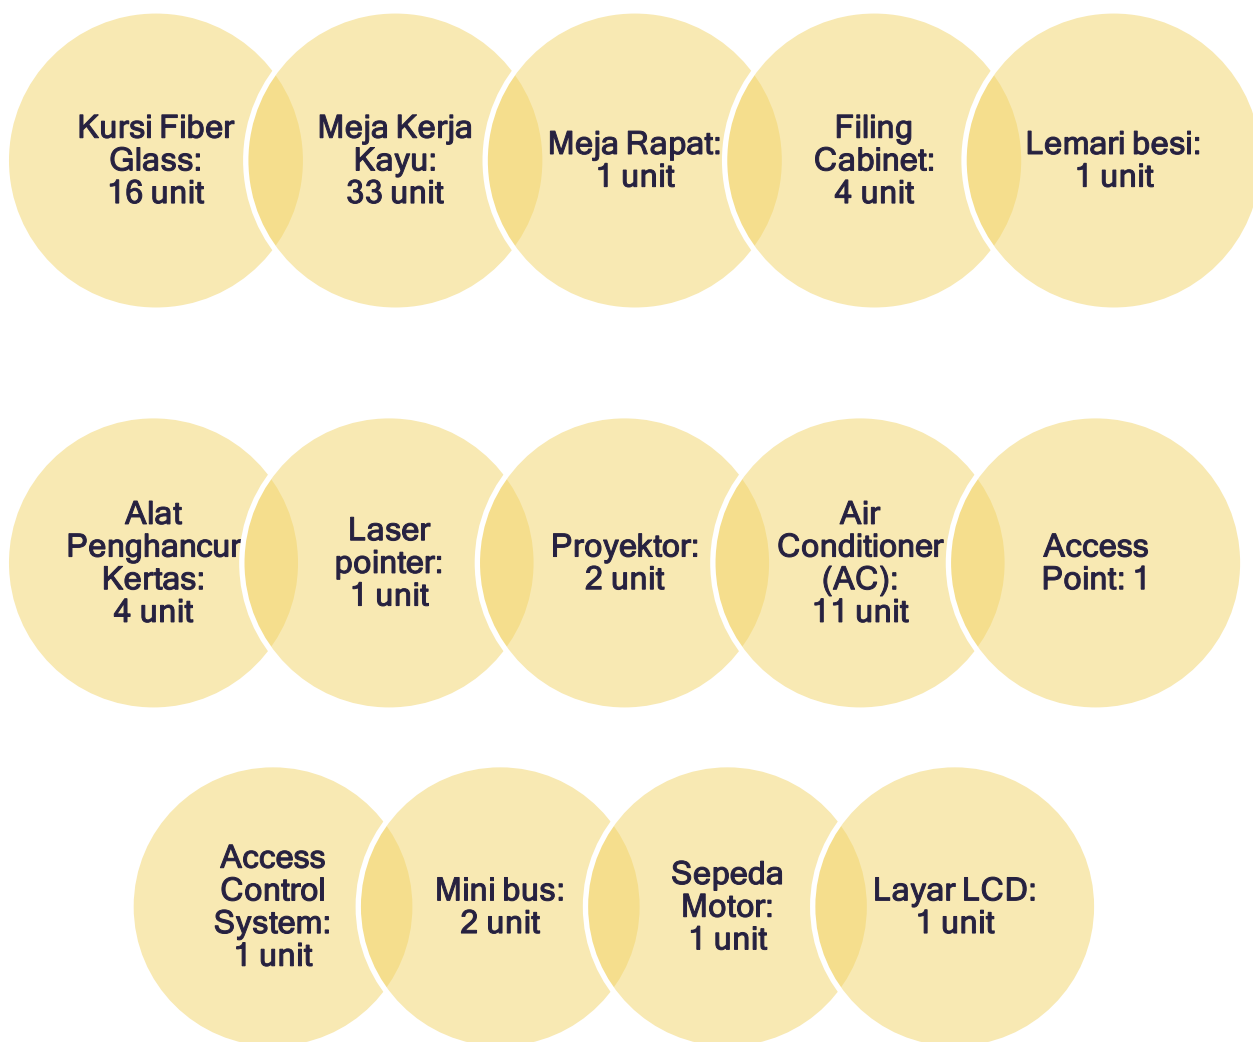 Kursi Fiber
Glass:
16 unit
Meja Kerja
Kayu:
33 unit
Meja Rapat:
1 unit
Filing
Cabinet:
4 unit
Lemari besi:
1 unit
Alat
Penghancur
Kertas:
4 unit
Laser
pointer:
1 unit
Proyektor:
2 unit
Air
Conditioner
(AC):
11 unit
Access
Point: 1
Access
Control
System:
1 unit
Mini bus:
2 unit
Sepeda
Motor:
1 unit
Layar LCD:
1 unit